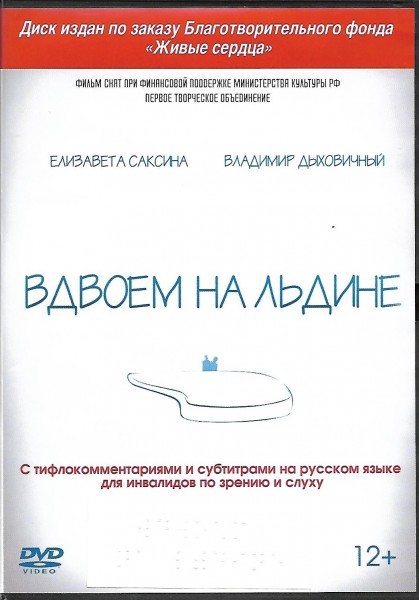 Диск издан по заказу Благотворительного фонда
«Живые сердца»
ФИЛЬМ СНЯТ ПРИ ФИНАНСОВОЙ ПОДДЕРЖКЕ МИНИСТЕРСТВА КУЛЬТУРЫ РФ
ПЕРВОЕ ТВОРЧЕСКОЕ ОБЪЕДИНЕНИЕ
ЕЛИЗАВЕТА САКСИНА ВЛАДИМИР ДЫХОВИЧНЫЙ
ВДВОЕМ НА ЛЬДИНЕ
С тифлокомментариями и субтитрами на русском языке
для инвалидов по зрению и слуху
DVD
VIDEO
12+